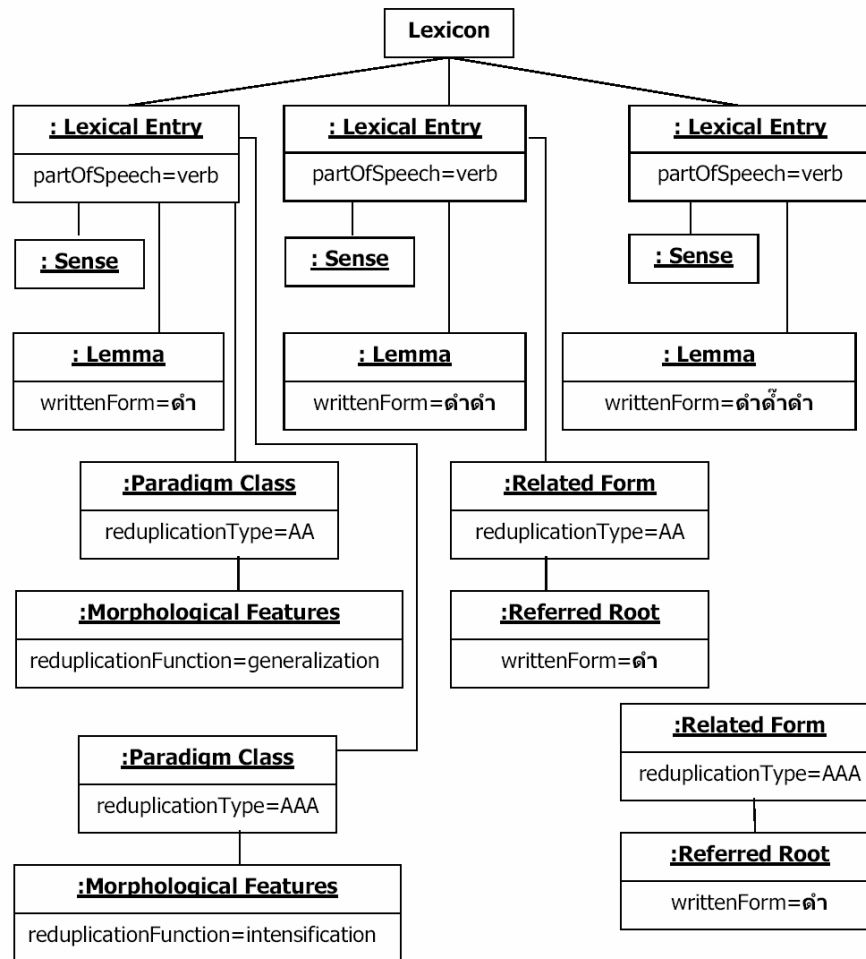 Lexicon
: Lexical Entry
partOfSpeech=verb
: Sense
: Lemma
writtenForm=ดำ
: Lexical Entry
partOfSpeech=verb
: Sense
: Lemma
writtenForm=ดำดำ
: Lexical Entry
partOfSpeech=verb
: Sense
: Lemma
writtenForm=ดำด๊ำดำ
:Paradigm Class
reduplicationType=AA
:Morphological Features
reduplicationFunction=generalization
:Related Form
reduplicationType=AA
:Referred Root
writtenForm=ดำ
:Paradigm Class
reduplicationType=AAA
:Morphological Features
reduplicationFunction=intensification
:Related Form
reduplicationType=AAA
:Referred Root
writtenForm=ดำ